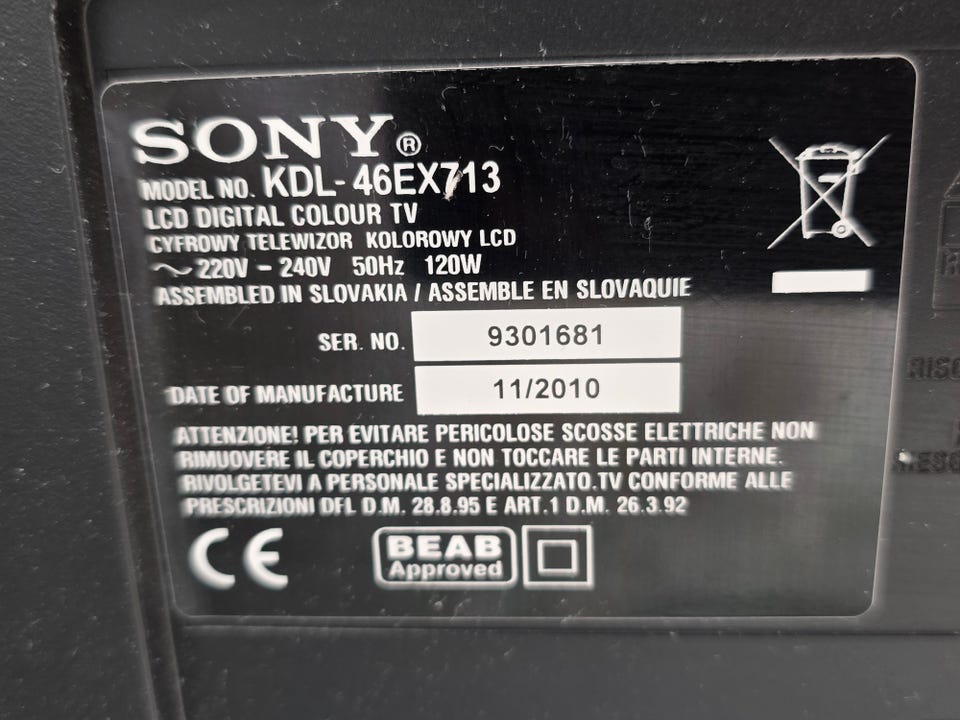 SONY®
MODEL NO. KDL-46EX713
LCD DIGITAL COLOUR TV
CYFROWY TELEWIZOR KOLOROWY LCD
~ 220V - 240V 50Hz 120W
ASSEMBLED IN SLOVAKIA / ASSEMBLE EN SLOVAQUIE
SER. NO. 9301681
DATE OF MANUFACTURE 11/2010
ATTENZIONE! PER EVITARE PERICOLOSE SCOSSE ELETTRICHE NON
RIMUOVERE IL COPERCHIO E NON TOCCARE LE PARTI INTERNE.
RIVOLGETEVI A PERSONALE SPECIALIZZATO.TV CONFORME ALLE
PRESCRIZIONI DEL D.M. 28.8.95 E ART.1 D.M. 26.3.92
CE
BEAB
Approved